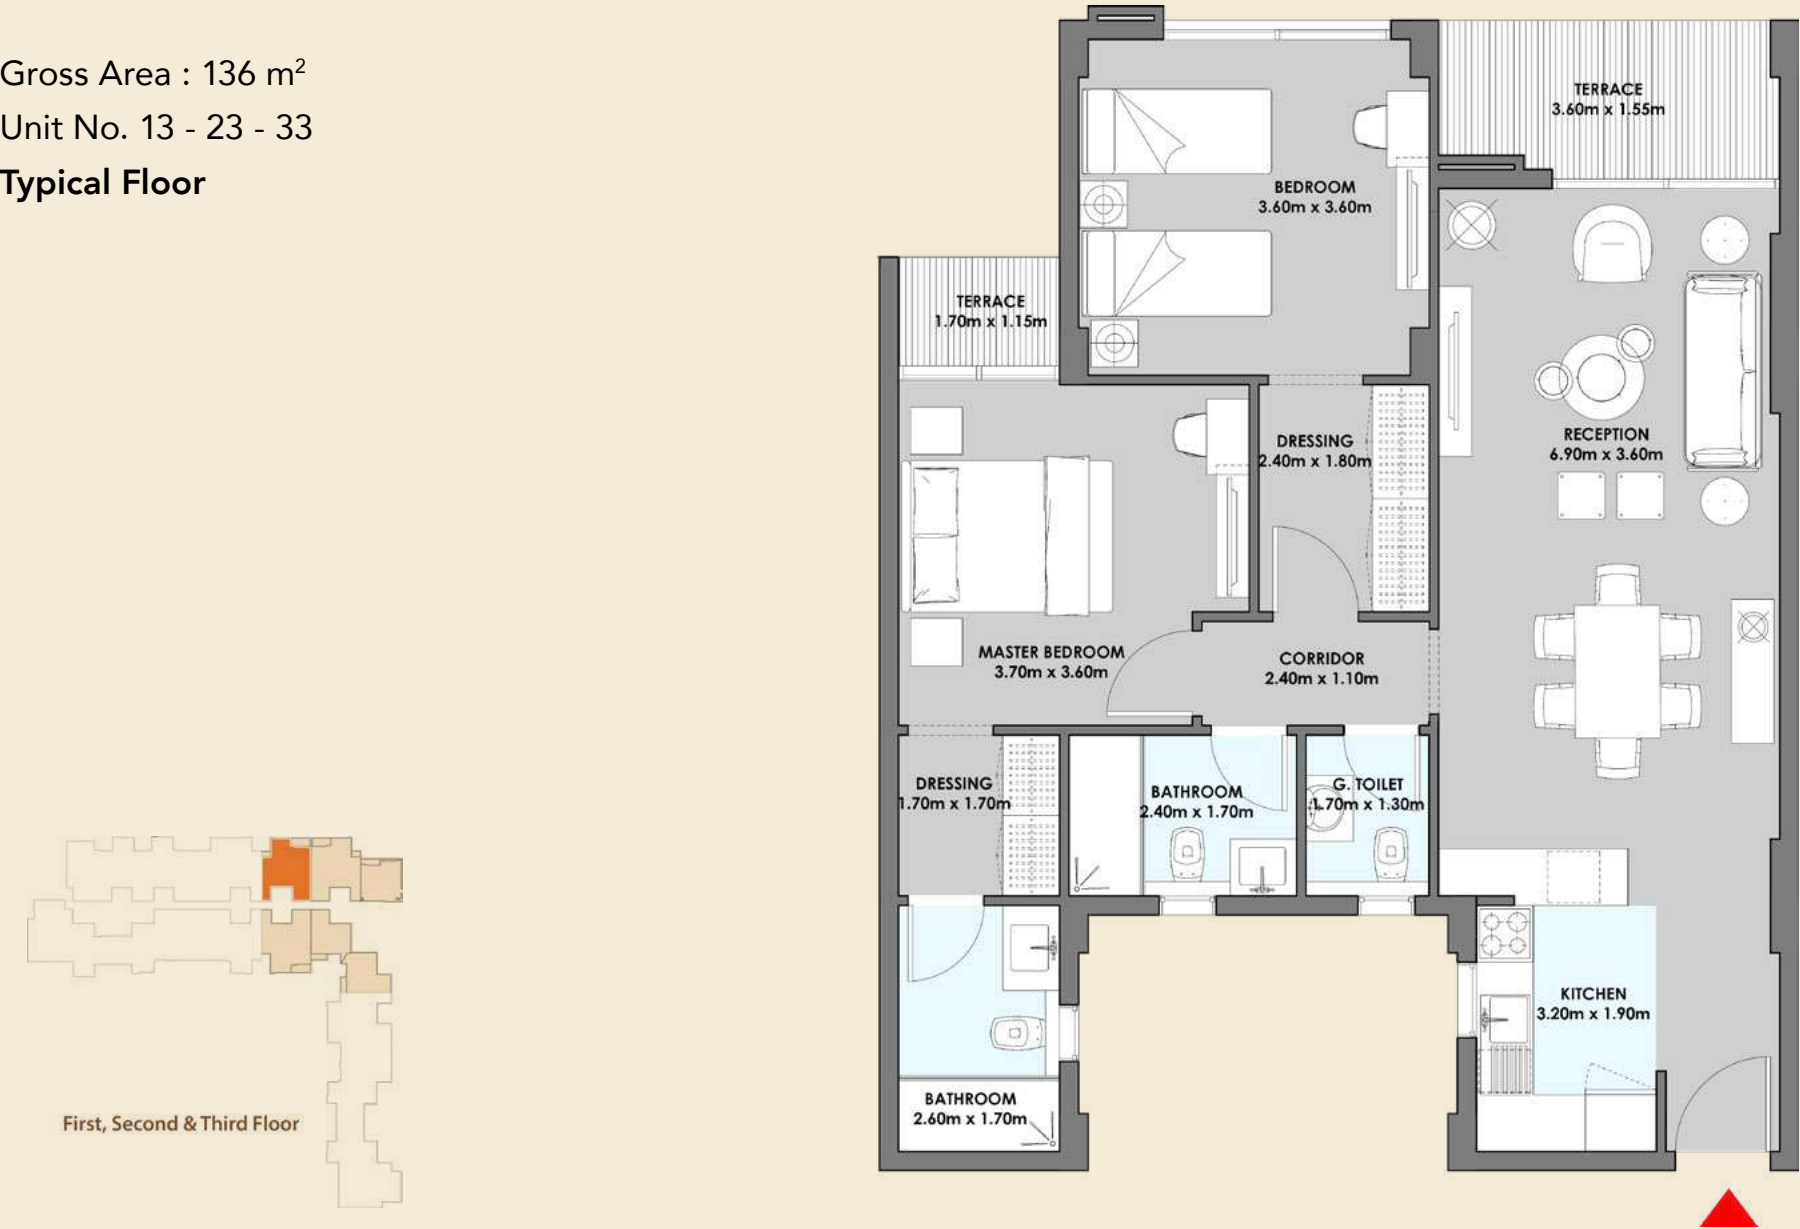 Gross Area : 136 m²
Unit No. 13 - 23 - 33
Typical Floor
TERRACE
3.60m x 1.55m
BEDROOM
3.60m x 3.60m
TERRACE
1.70m x 1.15m
RECEPTION
6.90m x 3.60m
DRESSING
2.40m x 1.80m
MASTER BEDROOM
3.70m x 3.60m
CORRIDOR
2.40m x 1.10m
DRESSING
1.70m x 1.70m
BATHROOM
2.40m x 1.70m
G. TOILET
1.70m x 1.30m
KITCHEN
3.20m x 1.90m
BATHROOM
2.60m x 1.70m
First, Second & Third Floor